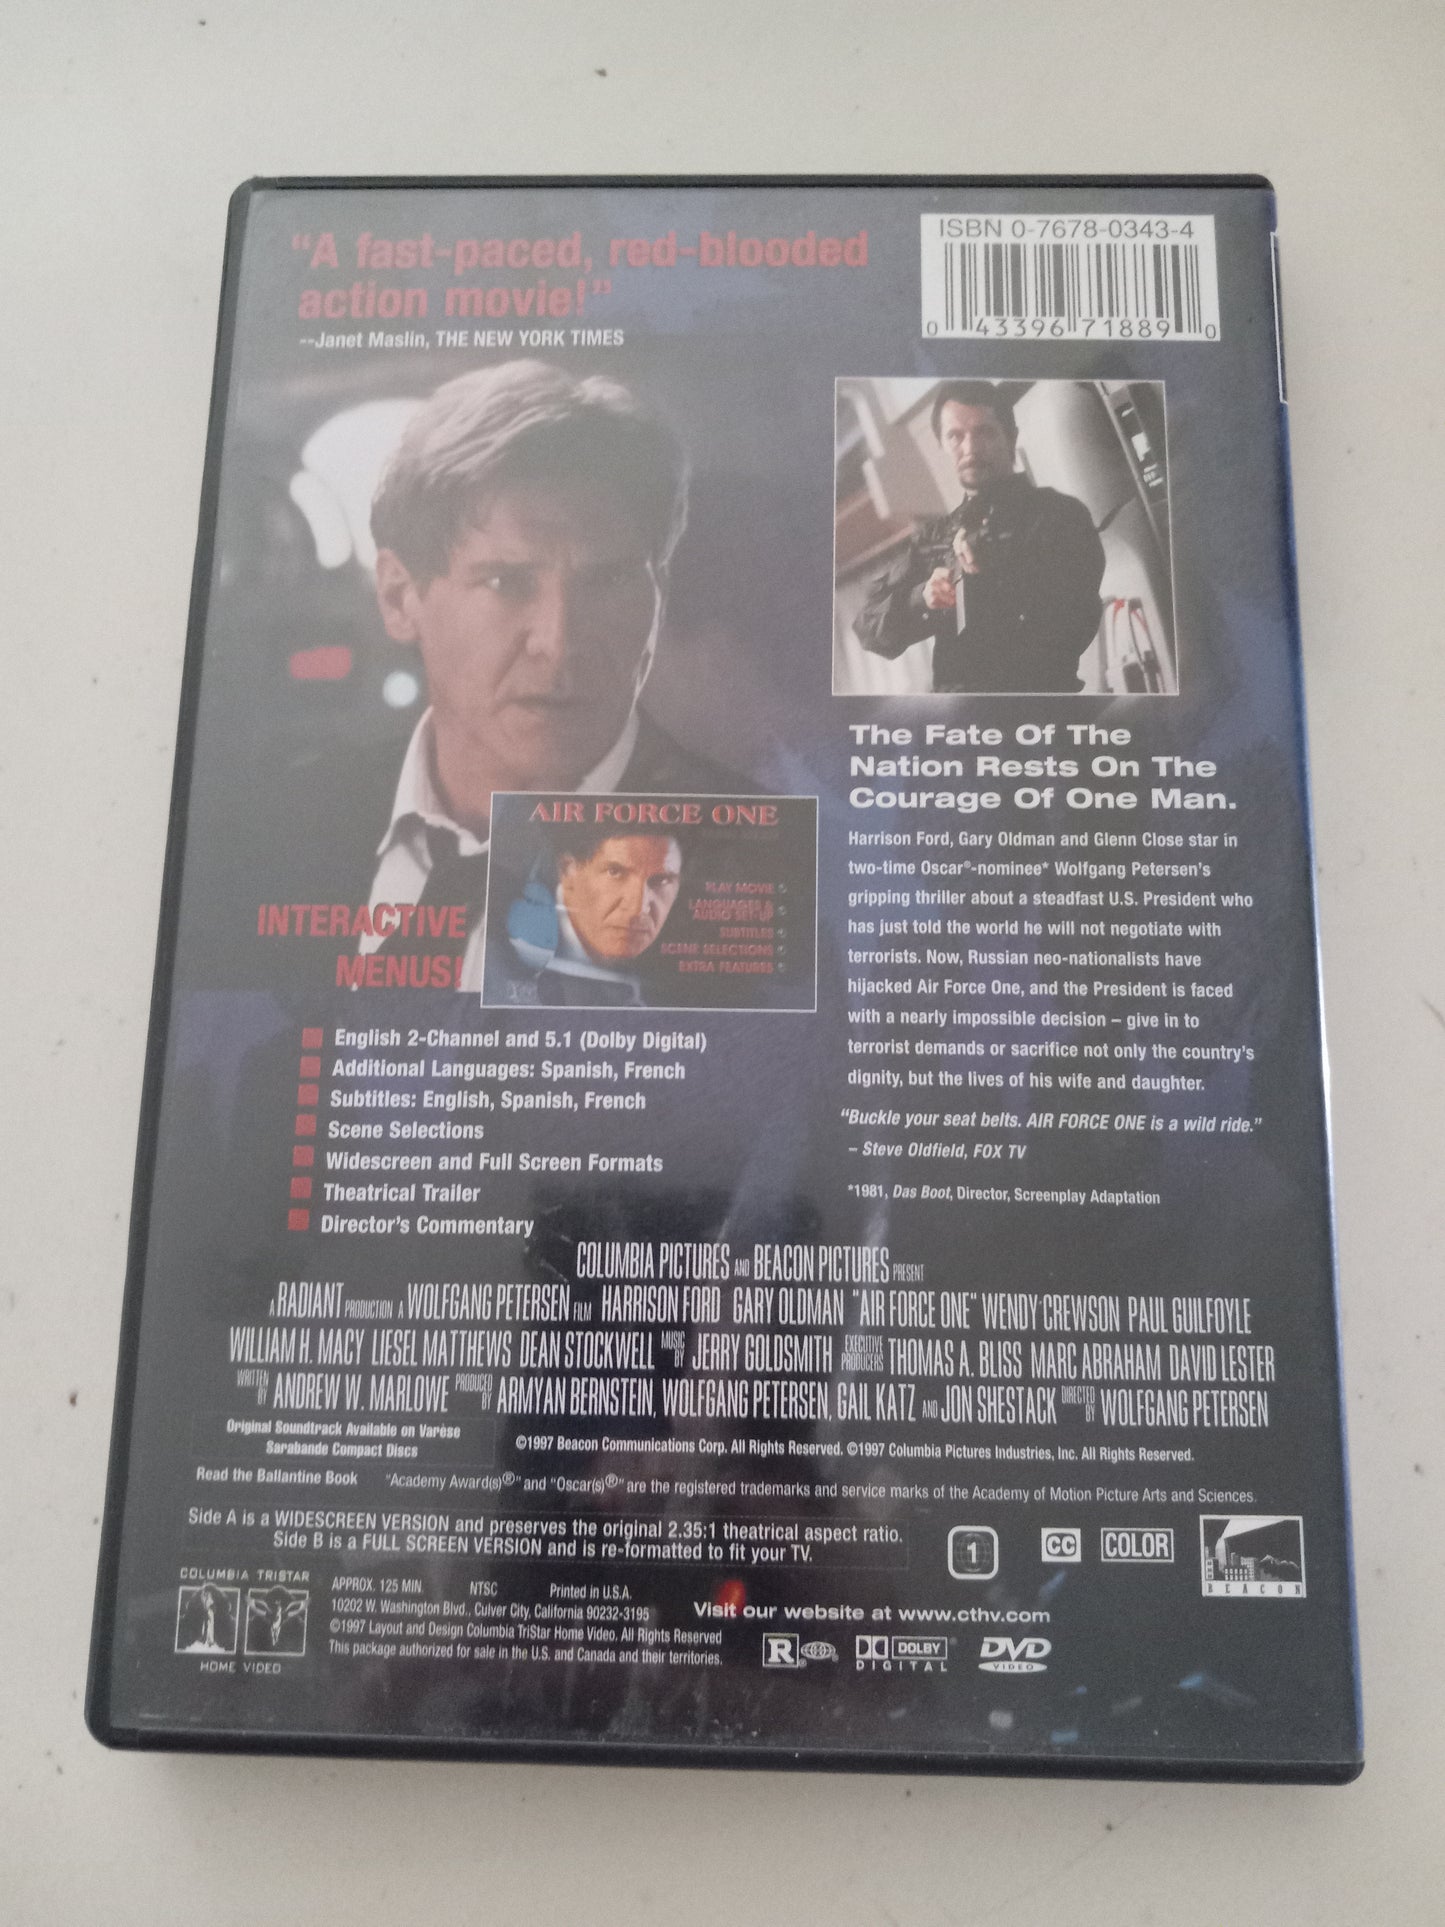 "A fast-paced, red-blooded
action movie!"
--Janet Maslin, THE NEW YORK TIMES
ISBN 0-7678-0343-4
0 43396 71889 0
The Fate Of The
Nation Rests On The
Courage Of One Man.
Harrison Ford, Gary Oldman and Glenn Close star in
two-time Oscar®-nominee* Wolfgang Petersen's
gripping thriller about a steadfast U.S. President who
has just told the world he will not negotiate with
terrorists. Now, Russian neo-nationalists have
hijacked Air Force One, and the President is faced
with a nearly impossible decision – give in to
terrorist demands or sacrifice not only the country's
dignity, but the lives of his wife and daughter.
"Buckle your seat belts. AIR FORCE ONE is a wild ride."
– Steve Oldfield, FOX TV
*1981, Das Boot, Director, Screenplay Adaptation
INTERACTIVE
MENUS!
AIR FORCE ONE
PLAY MOVIE
LANGUAGES &
AUDIO SET-UP
SUBTITLES
SCENE SELECTIONS
EXTRA FEATURES
English 2-Channel and 5.1 (Dolby Digital)
Additional Languages: Spanish, French
Subtitles: English, Spanish, French
Scene Selections
Widescreen and Full Screen Formats
Theatrical Trailer
Director's Commentary
COLUMBIA PICTURES AND BEACON PICTURES PRESENT
A RADIANT PRODUCTION A WOLFGANG PETERSEN FILM HARRISON FORD GARY OLDMAN "AIR FORCE ONE" WENDY CREWSON PAUL GUILFOYLE
WILLIAM H. MACY LIESEL MATTHEWS DEAN STOCKWELL MUSIC BY JERRY GOLDSMITH EXECUTIVE PRODUCERS THOMAS A. BLISS MARC ABRAHAM DAVID LESTER
WRITTEN BY ANDREW W. MARLOWE PRODUCED BY ARMYAN BERNSTEIN, WOLFGANG PETERSEN, GAIL KATZ AND JON SHESTACK DIRECTED BY WOLFGANG PETERSEN
Original Soundtrack Available on Varèse
Sarabande Compact Discs
©1997 Beacon Communications Corp. All Rights Reserved. ©1997 Columbia Pictures Industries, Inc. All Rights Reserved.
Read the Ballantine Book
"Academy Award(s)®" and "Oscar(s)®" are the registered trademarks and service marks of the Academy of Motion Picture Arts and Sciences.
Side A is a WIDESCREEN VERSION and preserves the original 2.35:1 theatrical aspect ratio.
Side B is a FULL SCREEN VERSION and is re-formatted to fit your TV.
1
CC
COLOR
BEACON
COLUMBIA TRISTAR
HOME VIDEO
APPROX. 125 MIN. NTSC Printed in U.S.A.
10202 W. Washington Blvd., Culver City, California 90232-3195
©1997 Layout and Design Columbia TriStar Home Video. All Rights Reserved
This package authorized for sale in the U.S. and Canada and their territories.
Visit our website at www.cthv.com
R
DOLBY
DIGITAL
DVD
VIDEO